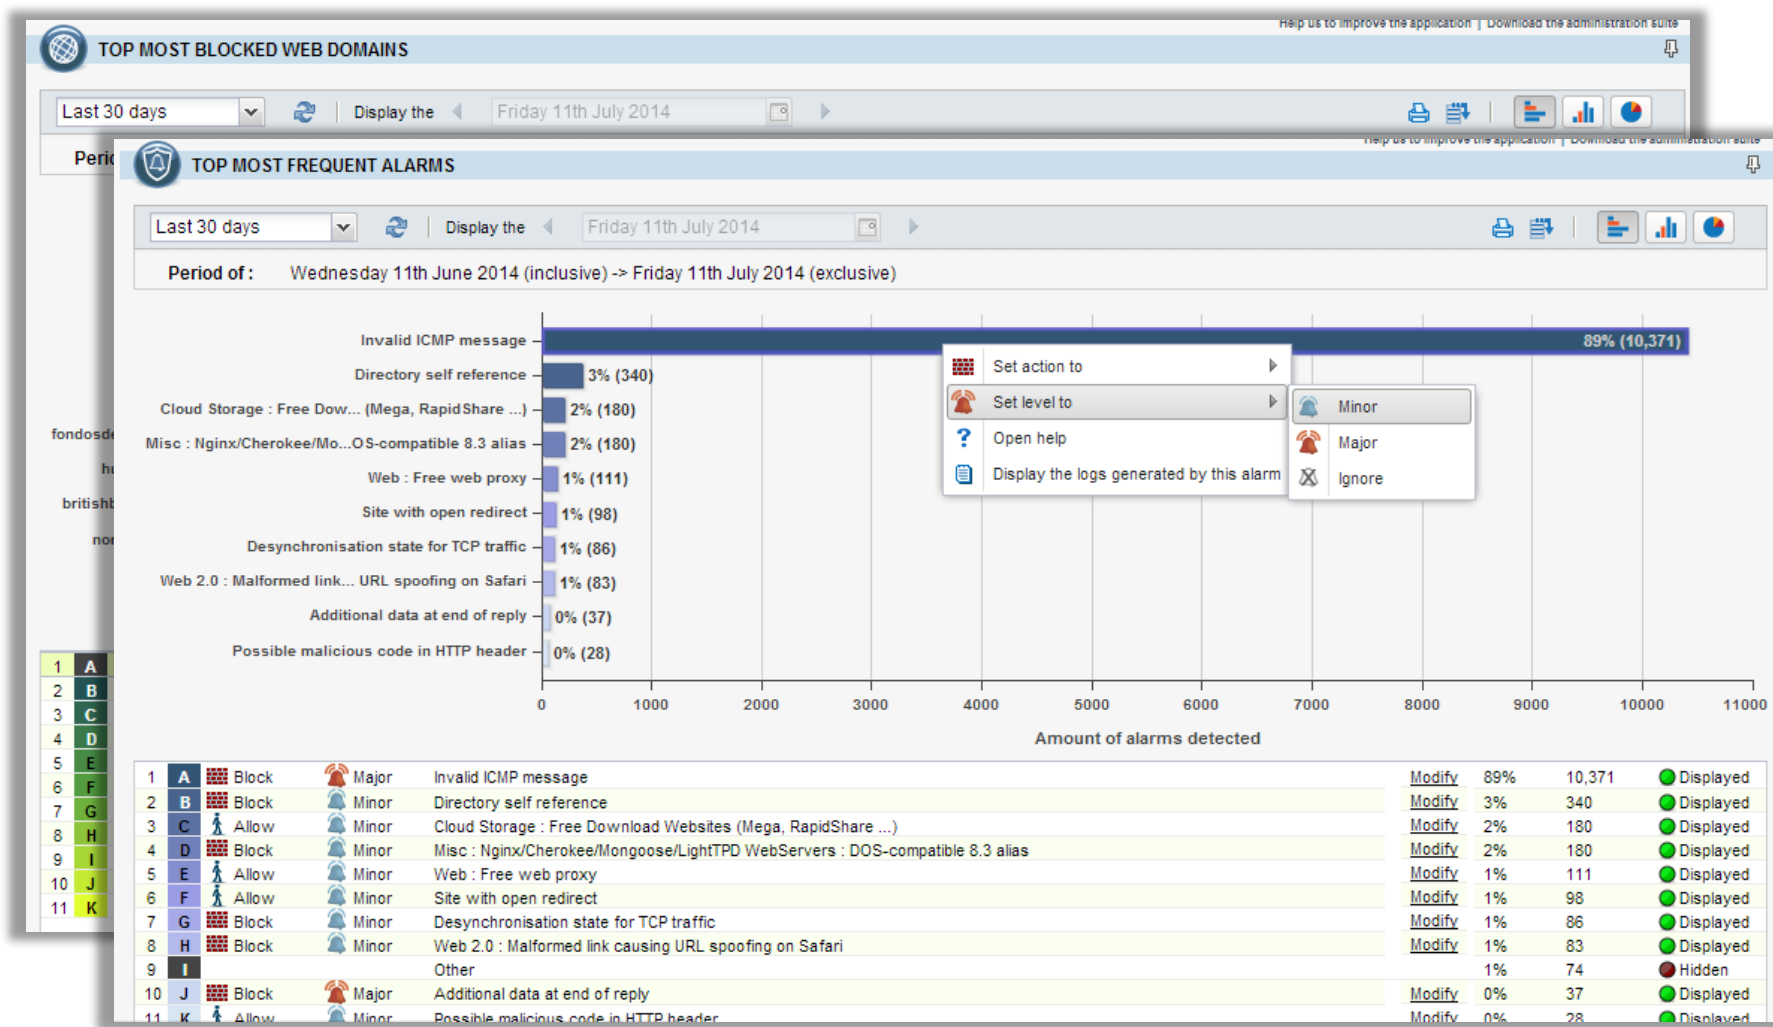 Help us to improve the application | Download the administration suite
TOP MOST BLOCKED WEB DOMAINS
Last 30 days Display the Friday 11th July 2014
Help us to improve the application | Download the administration suite
TOP MOST FREQUENT ALARMS
Last 30 days Display the Friday 11th July 2014
Period of : Wednesday 11th June 2014 (inclusive) -> Friday 11th July 2014 (exclusive)
Invalid ICMP message 89% (10,371)
Directory self reference 3% (340)
Cloud Storage : Free Dow... (Mega, RapidShare ...) 2% (180)
Misc : Nginx/Cherokee/Mo...OS-compatible 8.3 alias 2% (180)
Web : Free web proxy 1% (111)
Site with open redirect 1% (98)
Desynchronisation state for TCP traffic 1% (86)
Web 2.0 : Malformed link... URL spoofing on Safari 1% (83)
Additional data at end of reply 0% (37)
Possible malicious code in HTTP header 0% (28)
Set action to
Set level to
? Open help
Display the logs generated by this alarm
Minor
Major
Ignore
0 1000 2000 3000 4000 5000 6000 7000 8000 9000 10000 11000
Amount of alarms detected
1 A
2 B
3 C
4 D
5 E
6 F
7 G
8 H
9 I
10 J
11 K
1 A Block Major Invalid ICMP message Modify 89% 10,371 Displayed
2 B Block Minor Directory self reference Modify 3% 340 Displayed
3 C Allow Minor Cloud Storage : Free Download Websites (Mega, RapidShare ...) Modify 2% 180 Displayed
4 D Block Minor Misc : Nginx/Cherokee/Mongoose/LightTPD WebServers : DOS-compatible 8.3 alias Modify 2% 180 Displayed
5 E Allow Minor Web : Free web proxy Modify 1% 111 Displayed
6 F Allow Minor Site with open redirect Modify 1% 98 Displayed
7 G Block Minor Desynchronisation state for TCP traffic Modify 1% 86 Displayed
8 H Block Minor Web 2.0 : Malformed link causing URL spoofing on Safari Modify 1% 83 Displayed
9 I Other 1% 74 Hidden
10 J Block Major Additional data at end of reply Modify 0% 37 Displayed
11 K Allow Minor Possible malicious code in HTTP header Modify 0% 28 Displayed